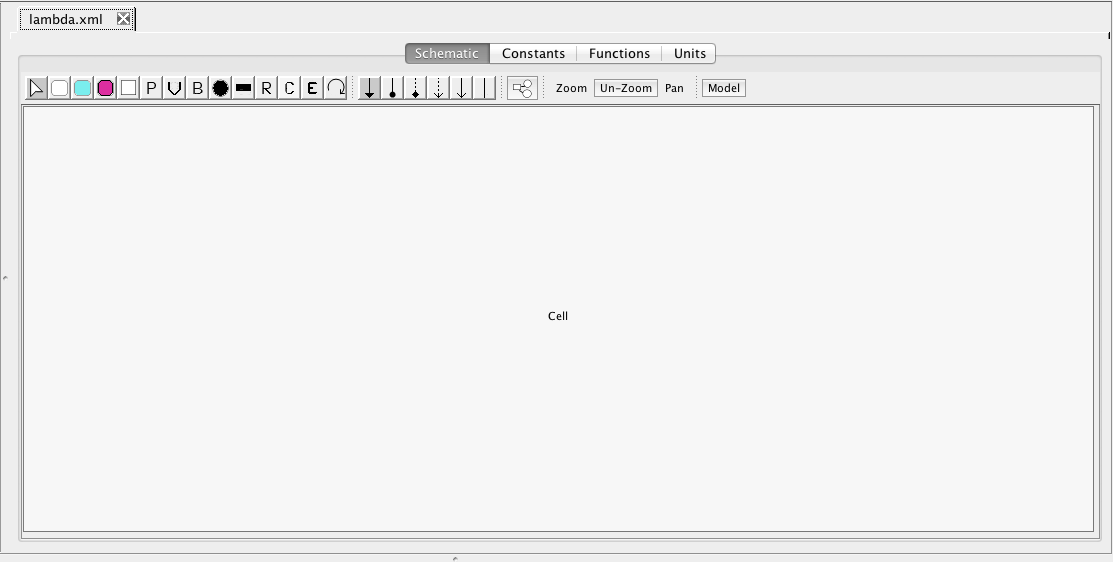 lambda.xml
Schematic Constants Functions Units
P V B R C E Zoom Un-Zoom Pan Model
Cell